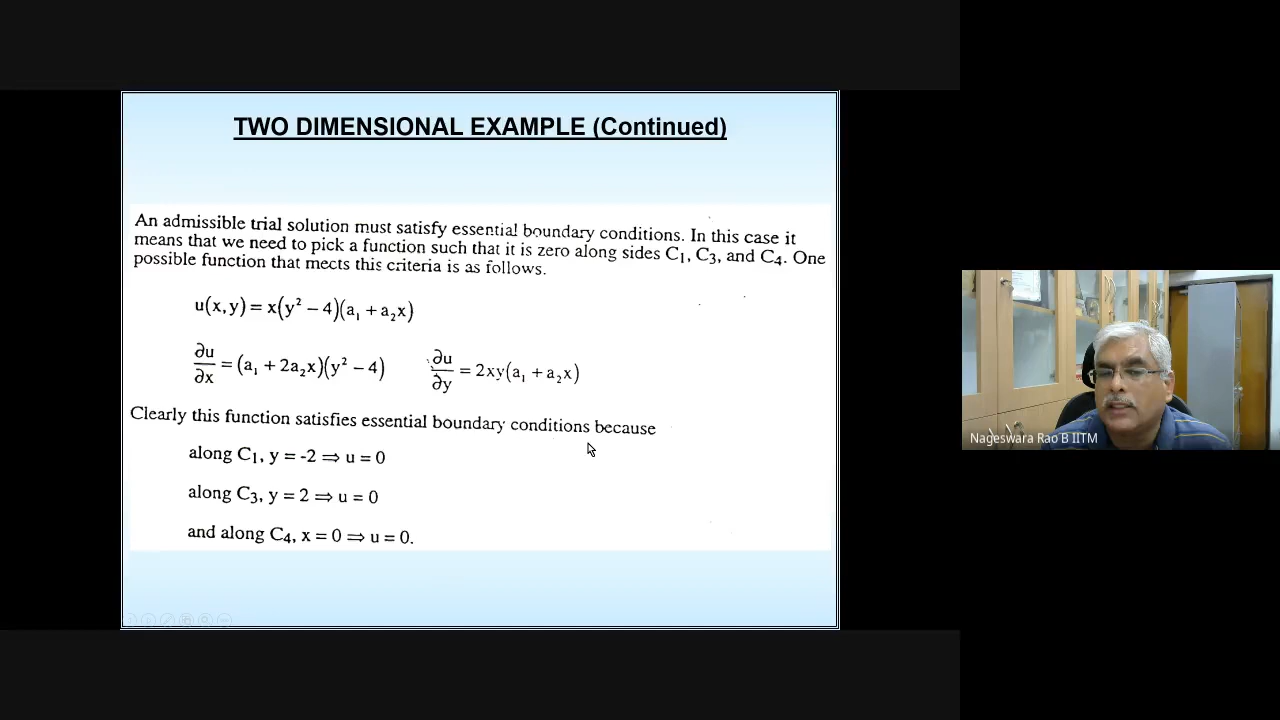 TWO DIMENSIONAL EXAMPLE (Continued)
An admissible trial solution must satisfy essential boundary conditions. In this case it
means that we need to pick a function such that it is zero along sides C₁, C₃, and C₄. One
possible function that meets this criteria is as follows.
u(x,y) = x(y² − 4)(a₁ + a₂x)
∂u/∂x = (a₁ + 2a₂x)(y² − 4) ∂u/∂y = 2xy(a₁ + a₂x)
Clearly this function satisfies essential boundary conditions because
along C₁, y = -2 ⇒ u = 0
along C₃, y = 2 ⇒ u = 0
and along C₄, x = 0 ⇒ u = 0.
Nageswara Rao B IITM